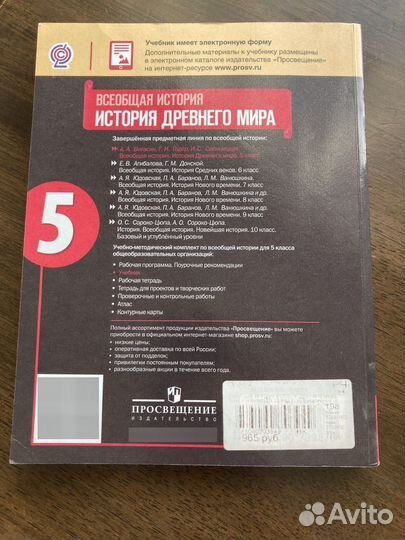 Учебник имеет электронную форму
Дополнительные материалы к учебнику размещены
в электронном каталоге издательства «Просвещение»
на интернет-ресурсе www.prosv.ru
ВСЕОБЩАЯ ИСТОРИЯ
ИСТОРИЯ ДРЕВНЕГО МИРА
Завершённая предметная линия по всеобщей истории:
А. А. Вигасин, Г. И. Годер, И. С. Свенцицкая.
Всеобщая история. История Древнего мира. 5 класс
Е. В. Агибалова, Г. М. Донской.
Всеобщая история. История Средних веков. 6 класс
А. Я. Юдовская, П. А. Баранов, Л. М. Ванюшкина.
Всеобщая история. История Нового времени. 7 класс
А. Я. Юдовская, П. А. Баранов, Л. М. Ванюшкина и др.
Всеобщая история. История Нового времени. 8 класс
А. Я. Юдовская, П. А. Баранов, Л. М. Ванюшкина и др.
Всеобщая история. История Нового времени. 9 класс
О. С. Сороко-Цюпа, А. О. Сороко-Цюпа.
История. Всеобщая история. Новейшая история. 10 класс.
Базовый и углублённый уровни
5
Учебно-методический комплект по всеобщей истории для 5 класса
общеобразовательных организаций:
• Рабочая программа. Поурочные рекомендации
• Учебник
• Рабочая тетрадь
• Тетрадь для проектов и творческих работ
• Проверочные и контрольные работы
• Атлас
• Контурные карты
Полный ассортимент продукции издательства «Просвещение» вы можете
приобрести в официальном интернет-магазине shop.prosv.ru:
• низкие цены;
• оперативная доставка по всей России;
• защита от подделок;
• привилегии постоянным покупателям;
• разнообразные акции в течение всего года.
ПРОСВЕЩЕНИЕ
ИЗДАТЕЛЬСТВО
965 руб.
Avito